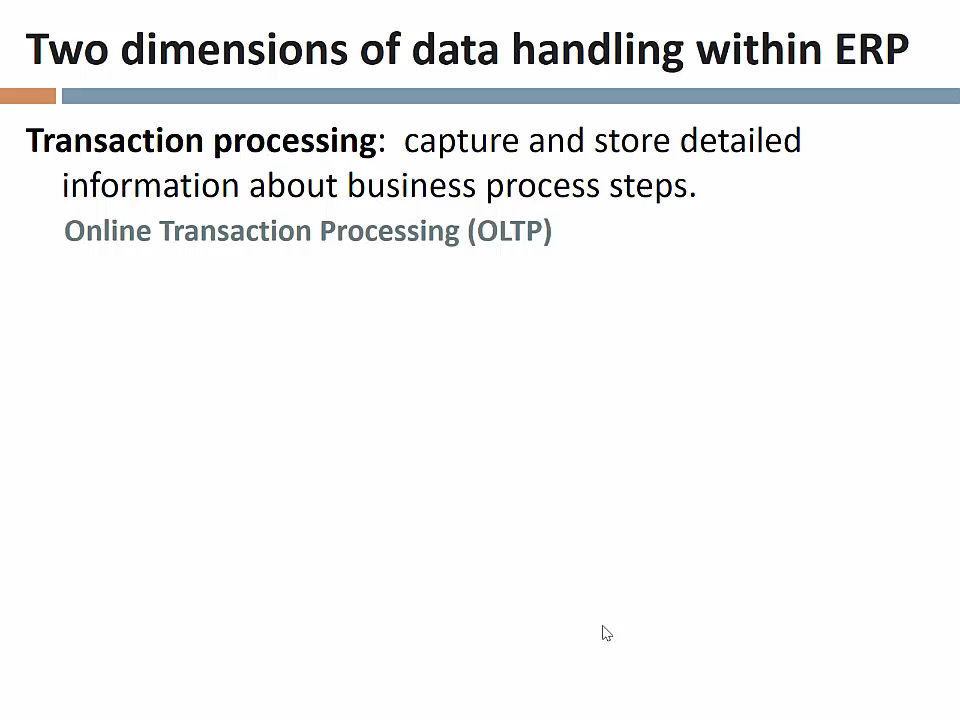 Two dimensions of data handling within ERP
Transaction processing:  capture and store detailed
information about business process steps.
Online Transaction Processing (OLTP)